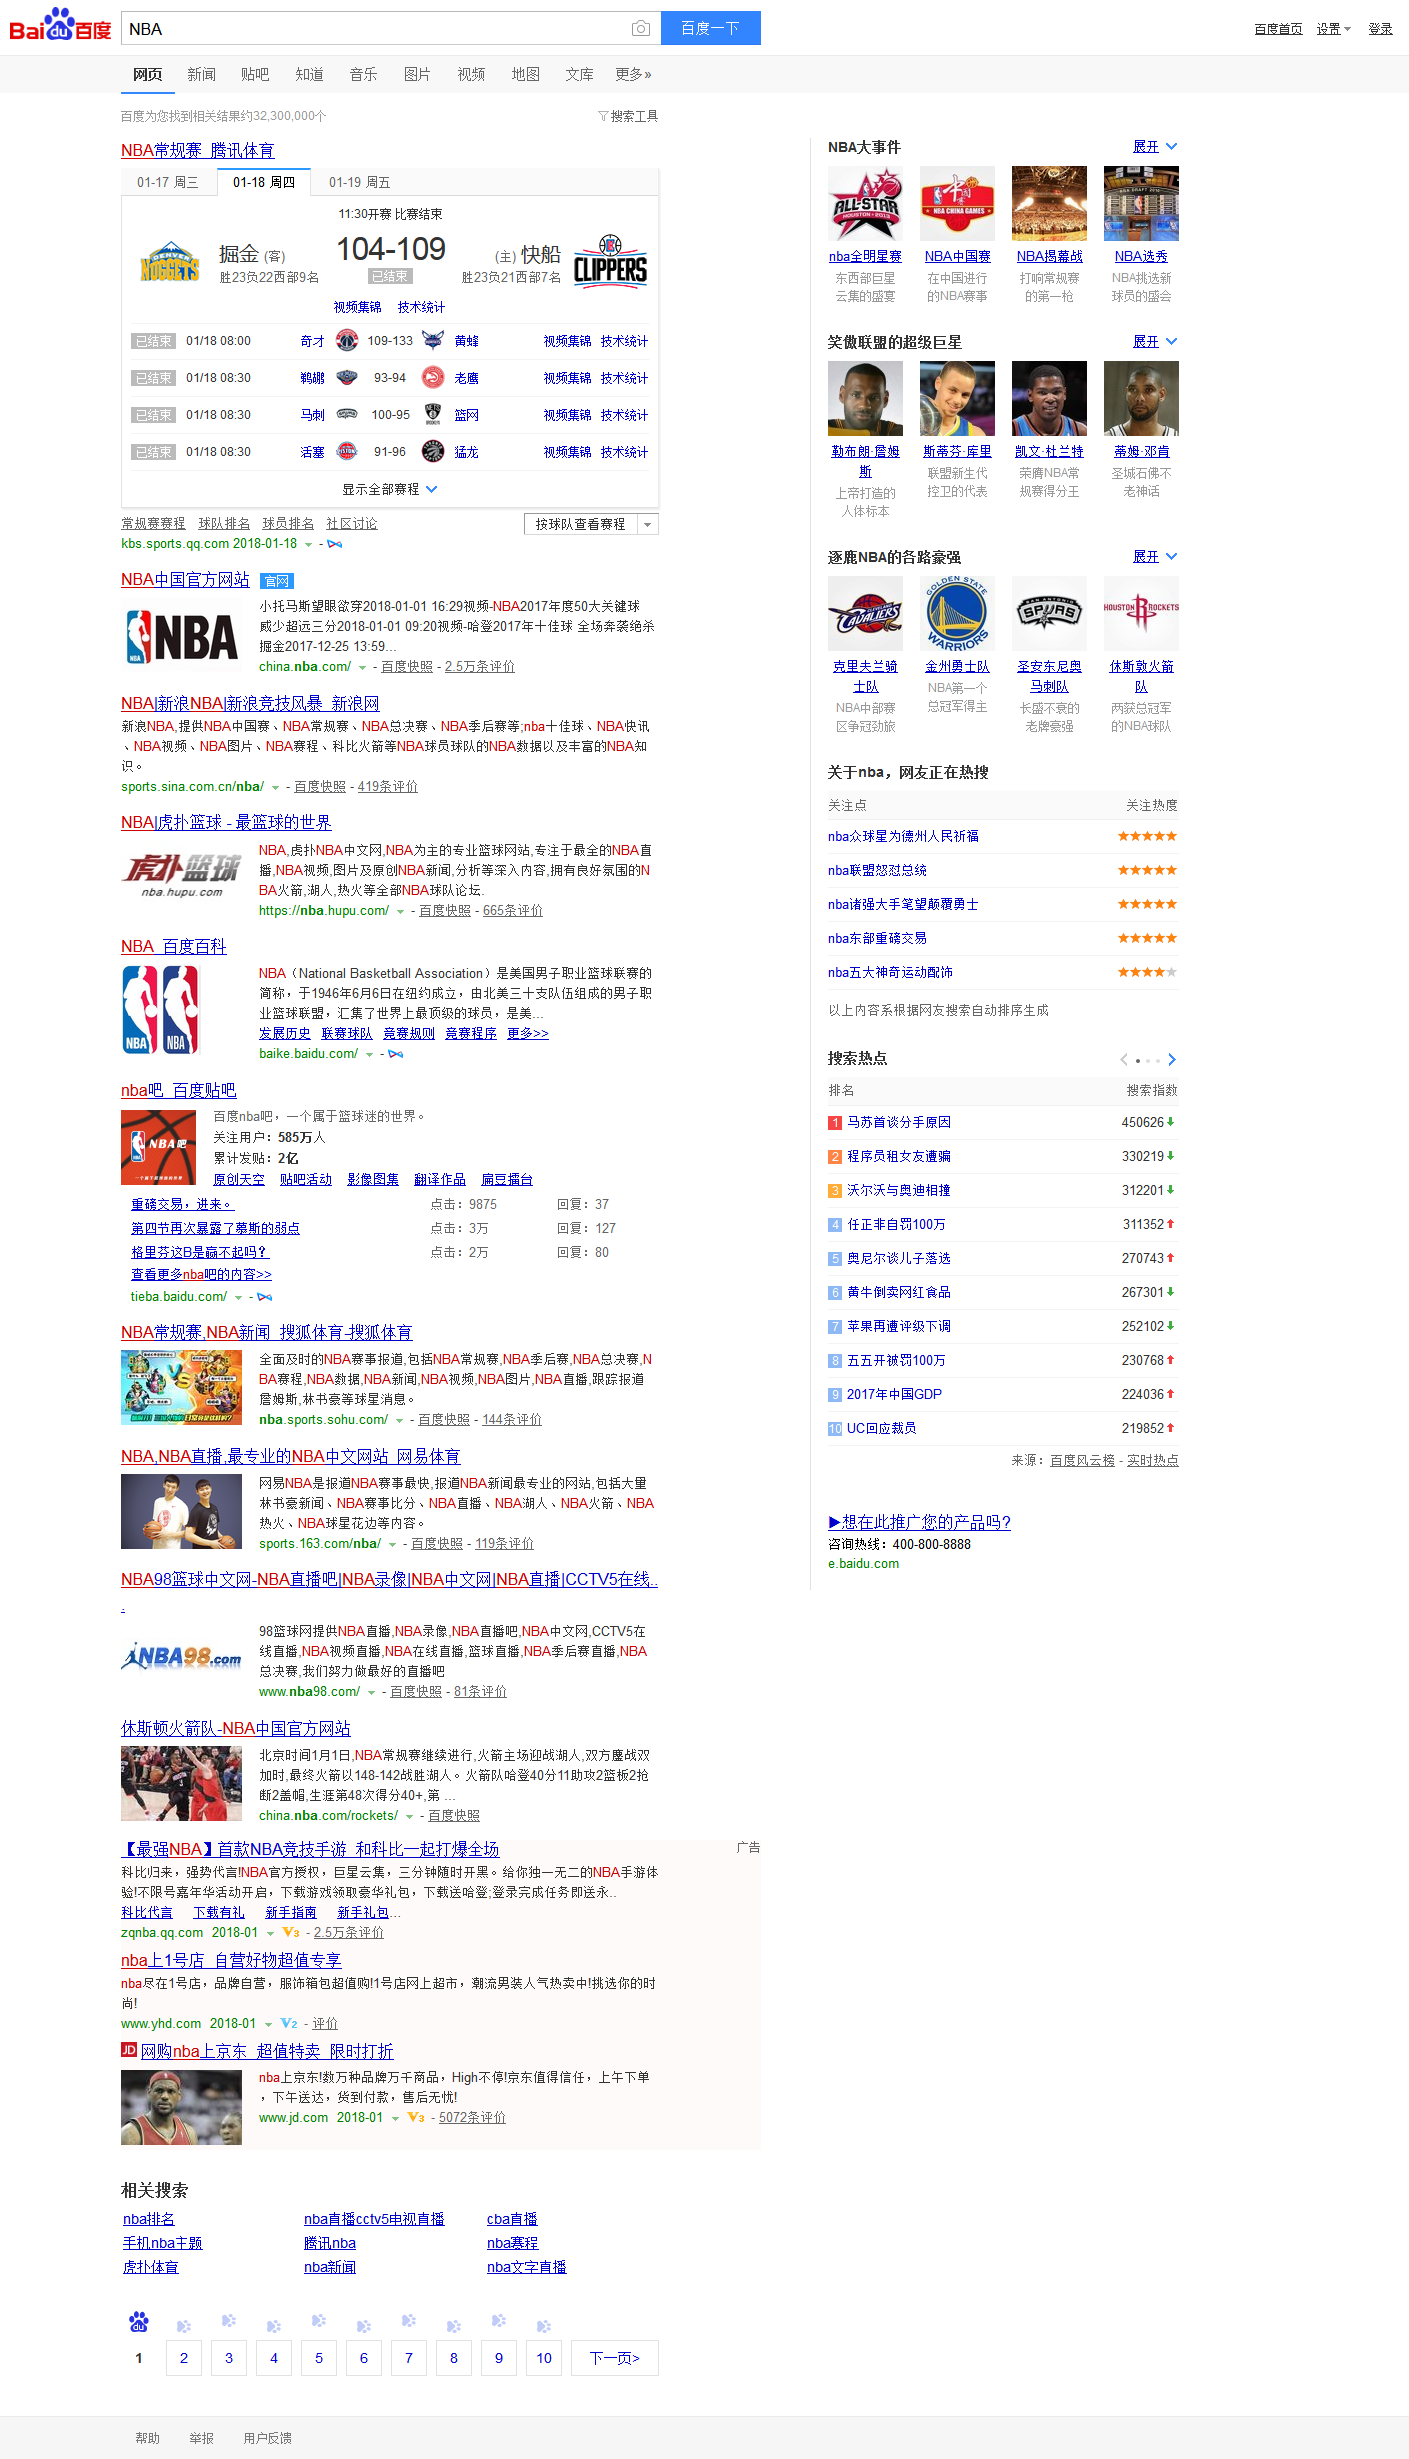 Bai du 百度
NBA
百度一下
百度首页 设置 登录
网页 新闻 贴吧 知道 音乐 图片 视频 地图 文库 更多»
百度为您找到相关结果约32,300,000个
搜索工具
NBA常规赛_腾讯体育
01-17 周三 01-18 周四 01-19 周五
11:30开赛 比赛结束
掘金 (客) 104-109 (主) 快船
胜23负22西部9名 已结束 胜23负21西部7名
DENVER NUGGETS
CLIPPERS
视频集锦 技术统计
已结束 01/18 08:00 奇才 109-133 黄蜂 视频集锦 技术统计
已结束 01/18 08:30 鹈鹕 93-94 老鹰 视频集锦 技术统计
已结束 01/18 08:30 马刺 100-95 篮网 视频集锦 技术统计
已结束 01/18 08:30 活塞 91-96 猛龙 视频集锦 技术统计
显示全部赛程
常规赛赛程 球队排名 球员排名 社区讨论 按球队查看赛程
kbs.sports.qq.com 2018-01-18 -
NBA中国官方网站 官网
NBA
小托马斯望眼欲穿2018-01-01 16:29视频-NBA2017年度50大关键球
威少超远三分2018-01-01 09:20视频-哈登2017年十佳球 全场奔袭绝杀
掘金2017-12-25 13:59...
china.nba.com/ - 百度快照 - 2.5万条评价
NBA|新浪NBA|新浪竞技风暴_新浪网
新浪NBA,提供NBA中国赛、NBA常规赛、NBA总决赛、NBA季后赛等;nba十佳球、NBA快讯
、NBA视频、NBA图片、NBA赛程、科比火箭等NBA球员球队的NBA数据以及丰富的NBA知
识。
sports.sina.com.cn/nba/ - 百度快照 - 419条评价
NBA|虎扑篮球 - 最篮球的世界
虎扑篮球
nba.hupu.com
NBA,虎扑NBA中文网,NBA为主的专业篮球网站,专注于最全的NBA直
播,NBA视频,图片及原创NBA新闻,分析等深入内容,拥有良好氛围的N
BA火箭,湖人,热火等全部NBA球队论坛.
https://nba.hupu.com/ - 百度快照 - 665条评价
NBA_百度百科
NBA NBA
NBA（National Basketball Association）是美国男子职业篮球联赛的
简称，于1946年6月6日在纽约成立，由北美三十支队伍组成的男子职
业篮球联盟，汇集了世界上最顶级的球员，是美...
发展历史 联赛球队 竞赛规则 竞赛程序 更多>>
baike.baidu.com/ -
nba吧_百度贴吧
NBA吧
百度nba吧，一个属于篮球迷的世界。
关注用户：585万人
累计发贴：2亿
原创天空 贴吧活动 影像图集 翻译作品 扁豆擂台
重磅交易，进来。 点击：9875 回复：37
第四节再次暴露了慕斯的弱点 点击：3万 回复：127
格里芬这B是赢不起吗？ 点击：2万 回复：80
查看更多nba吧的内容>>
tieba.baidu.com/ -
NBA常规赛,NBA新闻_搜狐体育-搜狐体育
VS
全面及时的NBA赛事报道,包括NBA常规赛,NBA季后赛,NBA总决赛,N
BA赛程,NBA数据,NBA新闻,NBA视频,NBA图片,NBA直播,跟踪报道
詹姆斯,林书豪等球星消息。
nba.sports.sohu.com/ - 百度快照 - 144条评价
NBA,NBA直播,最专业的NBA中文网站_网易体育
网易NBA是报道NBA赛事最快,报道NBA新闻最专业的网站,包括大量
林书豪新闻、NBA赛事比分、NBA直播、NBA湖人、NBA火箭、NBA
热火、NBA球星花边等内容。
sports.163.com/nba/ - 百度快照 - 119条评价
NBA98篮球中文网-NBA直播吧|NBA录像|NBA中文网|NBA直播|CCTV5在线..
.
NBA98.com
98篮球网提供NBA直播,NBA录像,NBA直播吧,NBA中文网,CCTV5在
线直播,NBA视频直播,NBA在线直播,篮球直播,NBA季后赛直播,NBA
总决赛,我们努力做最好的直播吧
www.nba98.com/ - 百度快照 - 81条评价
休斯顿火箭队-NBA中国官方网站
北京时间1月1日,NBA常规赛继续进行,火箭主场迎战湖人,双方鏖战双
加时,最终火箭以148-142战胜湖人。火箭队哈登40分11助攻2篮板2抢
断2盖帽,生涯第48次得分40+,第 ...
china.nba.com/rockets/ - 百度快照
【最强NBA】首款NBA竞技手游_和科比一起打爆全场 广告
科比归来，强势代言!NBA官方授权，巨星云集，三分钟随时开黑。给你独一无二的NBA手游体
验!不限号嘉年华活动开启，下载游戏领取豪华礼包，下载送哈登;登录完成任务即送永..
科比代言 下载有礼 新手指南 新手礼包...
zqnba.qq.com 2018-01 V3 - 2.5万条评价
nba上1号店_自营好物超值专享
nba尽在1号店，品牌自营，服饰箱包超值购!1号店网上超市，潮流男装人气热卖中!挑选你的时
尚!
www.yhd.com 2018-01 V2 - 评价
JD 网购nba上京东_超值特卖_限时打折
nba上京东!数万种品牌万千商品，High不停!京东值得信任，上午下单
，下午送达，货到付款，售后无忧!
www.jd.com 2018-01 V3 - 5072条评价
相关搜索
nba排名 nba直播cctv5电视直播 cba直播
手机nba主题 腾讯nba nba赛程
虎扑体育 nba新闻 nba文字直播
du
1 2 3 4 5 6 7 8 9 10 下一页>
帮助 举报 用户反馈
NBA大事件 展开
ALL-STAR HOUSTON 2013
中国赛 NBA CHINA GAMES
nba全明星赛 NBA中国赛 NBA揭幕战 NBA选秀
东西部巨星 在中国进行 打响常规赛 NBA挑选新
云集的盛宴 的NBA赛事 的第一枪 球员的盛会
笑傲联盟的超级巨星 展开
勒布朗·詹姆 斯蒂芬·库里 凯文·杜兰特 蒂姆·邓肯
斯 联盟新生代 荣膺NBA常 圣城石佛不
上帝打造的 控卫的代表 规赛得分王 老神话
人体标本
逐鹿NBA的各路豪强 展开
CAVALIERS
GOLDEN STATE WARRIORS
SAN ANTONIO SPURS
HOUSTON ROCKETS
克里夫兰骑 金州勇士队 圣安东尼奥 休斯敦火箭
士队 NBA第一个 马刺队 队
NBA中部赛 总冠军得主 长盛不衰的 两获总冠军
区争冠劲旅 老牌豪强 的NBA球队
关于nba，网友正在热搜
关注点 关注热度
nba众球星为德州人民祈福
nba联盟怒怼总统
nba诸强大手笔望颠覆勇士
nba东部重磅交易
nba五大神奇运动配饰
以上内容系根据网友搜索自动排序生成
搜索热点
排名 搜索指数
1 马苏首谈分手原因 450626
2 程序员租女友遭骗 330219
3 沃尔沃与奥迪相撞 312201
4 任正非自罚100万 311352
5 奥尼尔谈儿子落选 270743
6 黄牛倒卖网红食品 267301
7 苹果再遭评级下调 252102
8 五五开被罚100万 230768
9 2017年中国GDP 224036
10 UC回应裁员 219852
来源：百度风云榜 - 实时热点
▶想在此推广您的产品吗?
咨询热线：400-800-8888
e.baidu.com